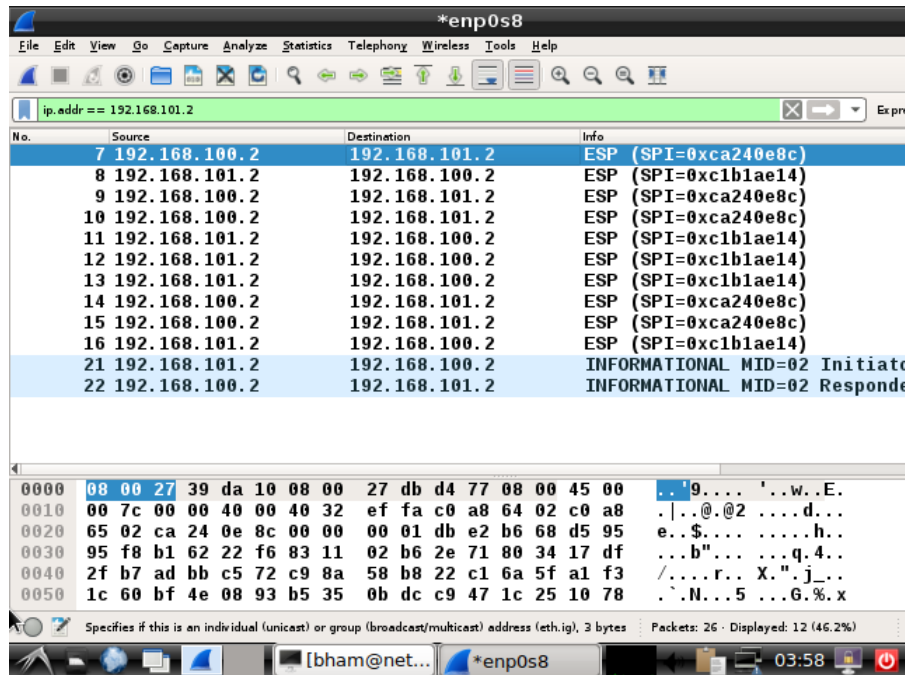 *enp0s8
File Edit View Go Capture Analyze Statistics Telephony Wireless Tools Help
ip.addr == 192.168.101.2 Expre
No. Source Destination Info
7 192.168.100.2 192.168.101.2 ESP (SPI=0xca240e8c)
8 192.168.101.2 192.168.100.2 ESP (SPI=0xc1b1ae14)
9 192.168.100.2 192.168.101.2 ESP (SPI=0xca240e8c)
10 192.168.100.2 192.168.101.2 ESP (SPI=0xca240e8c)
11 192.168.101.2 192.168.100.2 ESP (SPI=0xc1b1ae14)
12 192.168.101.2 192.168.100.2 ESP (SPI=0xc1b1ae14)
13 192.168.101.2 192.168.100.2 ESP (SPI=0xc1b1ae14)
14 192.168.100.2 192.168.101.2 ESP (SPI=0xca240e8c)
15 192.168.100.2 192.168.101.2 ESP (SPI=0xca240e8c)
16 192.168.101.2 192.168.100.2 ESP (SPI=0xc1b1ae14)
21 192.168.101.2 192.168.100.2 INFORMATIONAL MID=02 Initiato
22 192.168.100.2 192.168.101.2 INFORMATIONAL MID=02 Responde
0000 08 00 27 39 da 10 08 00 27 db d4 77 08 00 45 00 ..'9.... '..w..E.
0010 00 7c 00 00 40 00 40 32 ef fa c0 a8 64 02 c0 a8 .|..@.@2 ....d...
0020 65 02 ca 24 0e 8c 00 00 00 01 db e2 b6 68 d5 95 e..$.... .....h..
0030 95 f8 b1 62 22 f6 83 11 02 b6 2e 71 80 34 17 df ...b"... ...q.4..
0040 2f b7 ad bb c5 72 c9 8a 58 b8 22 c1 6a 5f a1 f3 /....r.. X.".j_..
0050 1c 60 bf 4e 08 93 b5 35 0b dc c9 47 1c 25 10 78 .`.N...5 ...G.%.x
Specifies if this is an individual (unicast) or group (broadcast/multicast) address (eth.ig), 3 bytes Packets: 26 · Displayed: 12 (46.2%)
[bham@net... *enp0s8 03:58